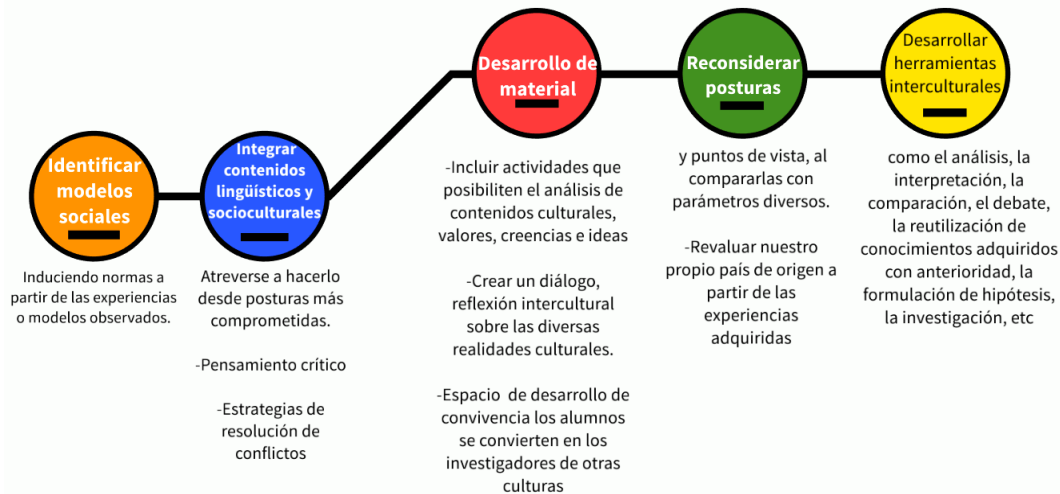 Identificar
modelos
sociales
Induciendo normas a
partir de las experiencias
o modelos observados.
Integrar
contenidos
lingüísticos y
socioculturales
Atreverse a hacerlo
desde posturas más
comprometidas.
-Pensamiento crítico
-Estrategias de
resolución de
conflictos
Desarrollo de
material
-Incluir actividades que
posibiliten el análisis de
contenidos culturales,
valores, creencias e ideas
-Crear un diálogo,
reflexión intercultural
sobre las diversas
realidades culturales.
-Espacio de desarrollo de
convivencia los alumnos
se convierten en los
investigadores de otras
culturas
Reconsiderar
posturas
y puntos de vista, al
compararlas con
parámetros diversos.
-Revaluar nuestro
propio país de origen a
partir de las
experiencias
adquiridas
Desarrollar
herramientas
interculturales
como el análisis, la
interpretación, la
comparación, el debate,
la reutilización de
conocimientos adquiridos
con anterioridad, la
formulación de hipótesis,
la investigación, etc